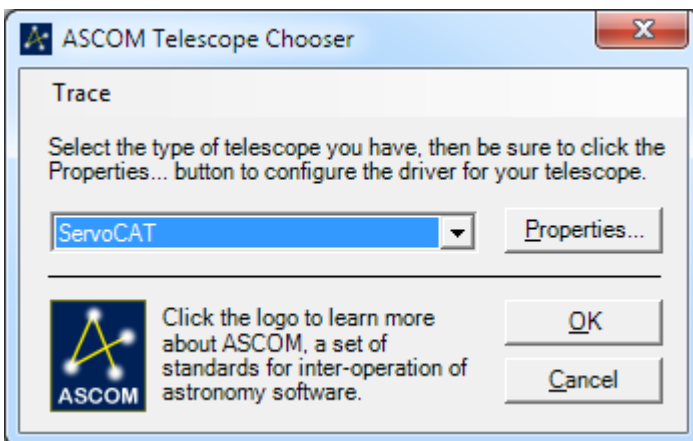 ASCOM Telescope Chooser
Trace
Select the type of telescope you have, then be sure to click the
Properties... button to configure the driver for your telescope.
ServoCAT
Properties...
Click the logo to learn more
about ASCOM, a set of
standards for inter-operation of
astronomy software.
ASCOM
OK
Cancel